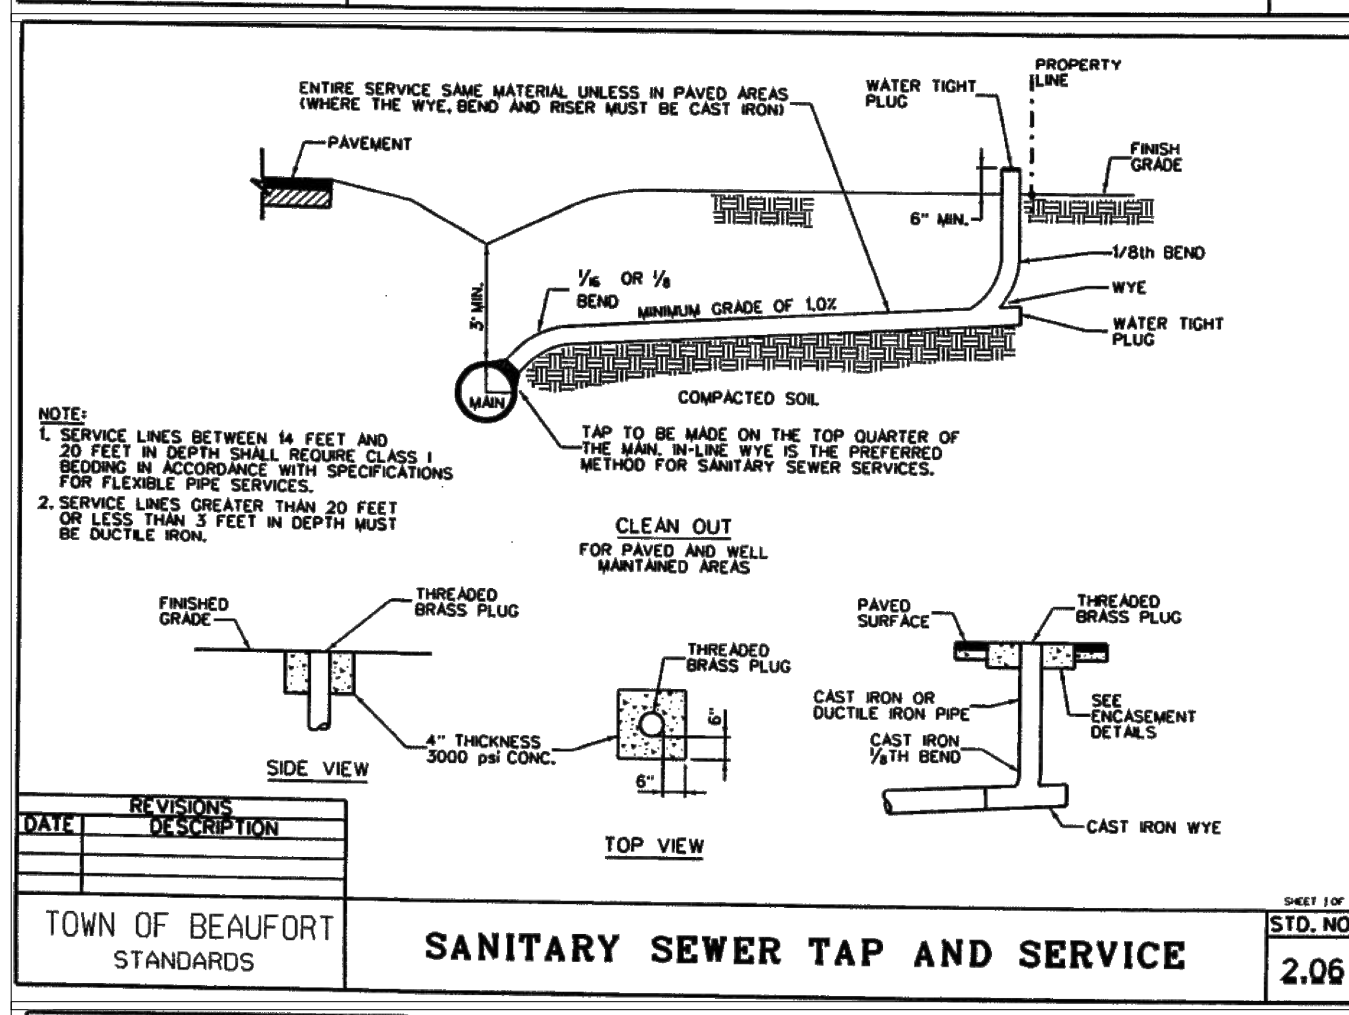 ENTIRE SERVICE SAME MATERIAL UNLESS IN PAVED AREAS
(WHERE THE WYE, BEND AND RISER MUST BE CAST IRON)
WATER TIGHT
PLUG
PROPERTY
LINE
PAVEMENT
FINISH
GRADE
6" MIN.
1/8th BEND
1/16 OR 1/8
BEND
MINIMUM GRADE OF 1.0%
WYE
3' MIN.
WATER TIGHT
PLUG
MAIN
COMPACTED SOIL
TAP TO BE MADE ON THE TOP QUARTER OF
THE MAIN. IN-LINE WYE IS THE PREFERRED
METHOD FOR SANITARY SEWER SERVICES.
NOTE:
1. SERVICE LINES BETWEEN 14 FEET AND
20 FEET IN DEPTH SHALL REQUIRE CLASS I
BEDDING IN ACCORDANCE WITH SPECIFICATIONS
FOR FLEXIBLE PIPE SERVICES.
2. SERVICE LINES GREATER THAN 20 FEET
OR LESS THAN 3 FEET IN DEPTH MUST
BE DUCTILE IRON.
CLEAN OUT
FOR PAVED AND WELL
MAINTAINED AREAS
FINISHED
GRADE
THREADED
BRASS PLUG
4" THICKNESS
3000 psi CONC.
SIDE VIEW
THREADED
BRASS PLUG
6"
6"
TOP VIEW
PAVED
SURFACE
THREADED
BRASS PLUG
CAST IRON OR
DUCTILE IRON PIPE
SEE
ENCASEMENT
DETAILS
CAST IRON
1/8TH BEND
CAST IRON WYE
REVISIONS
DATE DESCRIPTION
TOWN OF BEAUFORT
STANDARDS
SANITARY SEWER TAP AND SERVICE
SHEET 1 OF
STD. NO
2.06